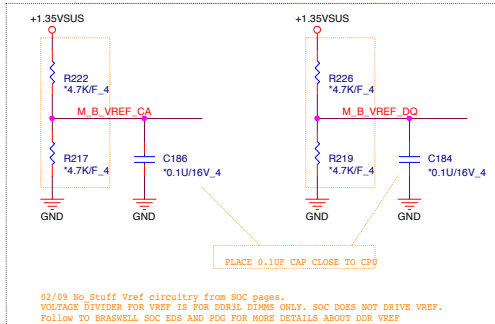 +1.35VSUS
R222
*4.7K/F_4
M_B_VREF_CA
R217
*4.7K/F_4
C186
*0.1U/16V_4
GND
GND
+1.35VSUS
R226
*4.7K/F_4
M_B_VREF_DQ
R219
*4.7K/F_4
C184
*0.1U/16V_4
GND
GND
PLACE 0.1UF CAP CLOSE TO CPU
02/09 No_Stuff Vref circuitry from SOC pages.
VOLTAGE DIVIDER FOR VREF IS FOR DDR3L DIMMS ONLY. SOC DOES NOT DRIVE VREF.
Follow TO BRASWELL SOC EDS AND PDG FOR MORE DETAILS ABOUT DDR VREF